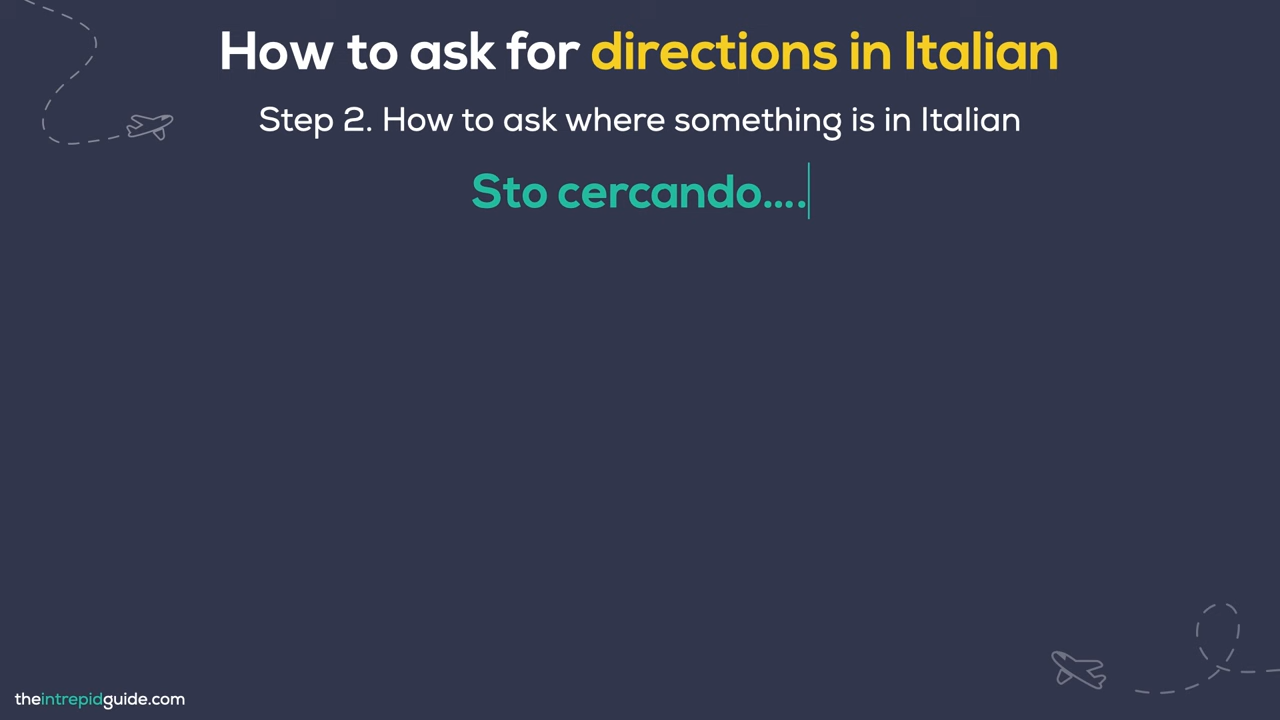 How to ask for directions in Italian
Step 2. How to ask where something is in Italian
Sto cercando....
theintrepidguide.com